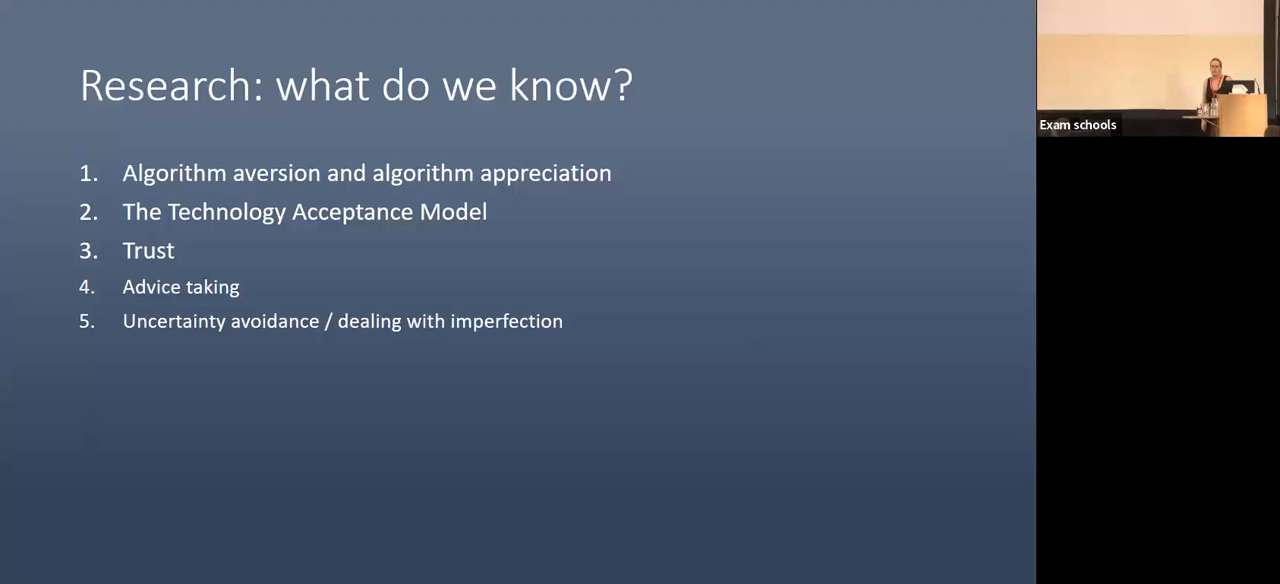 Research: what do we know?
1. Algorithm aversion and algorithm appreciation
2. The Technology Acceptance Model
3. Trust
4. Advice taking
5. Uncertainty avoidance / dealing with imperfection
Exam schools